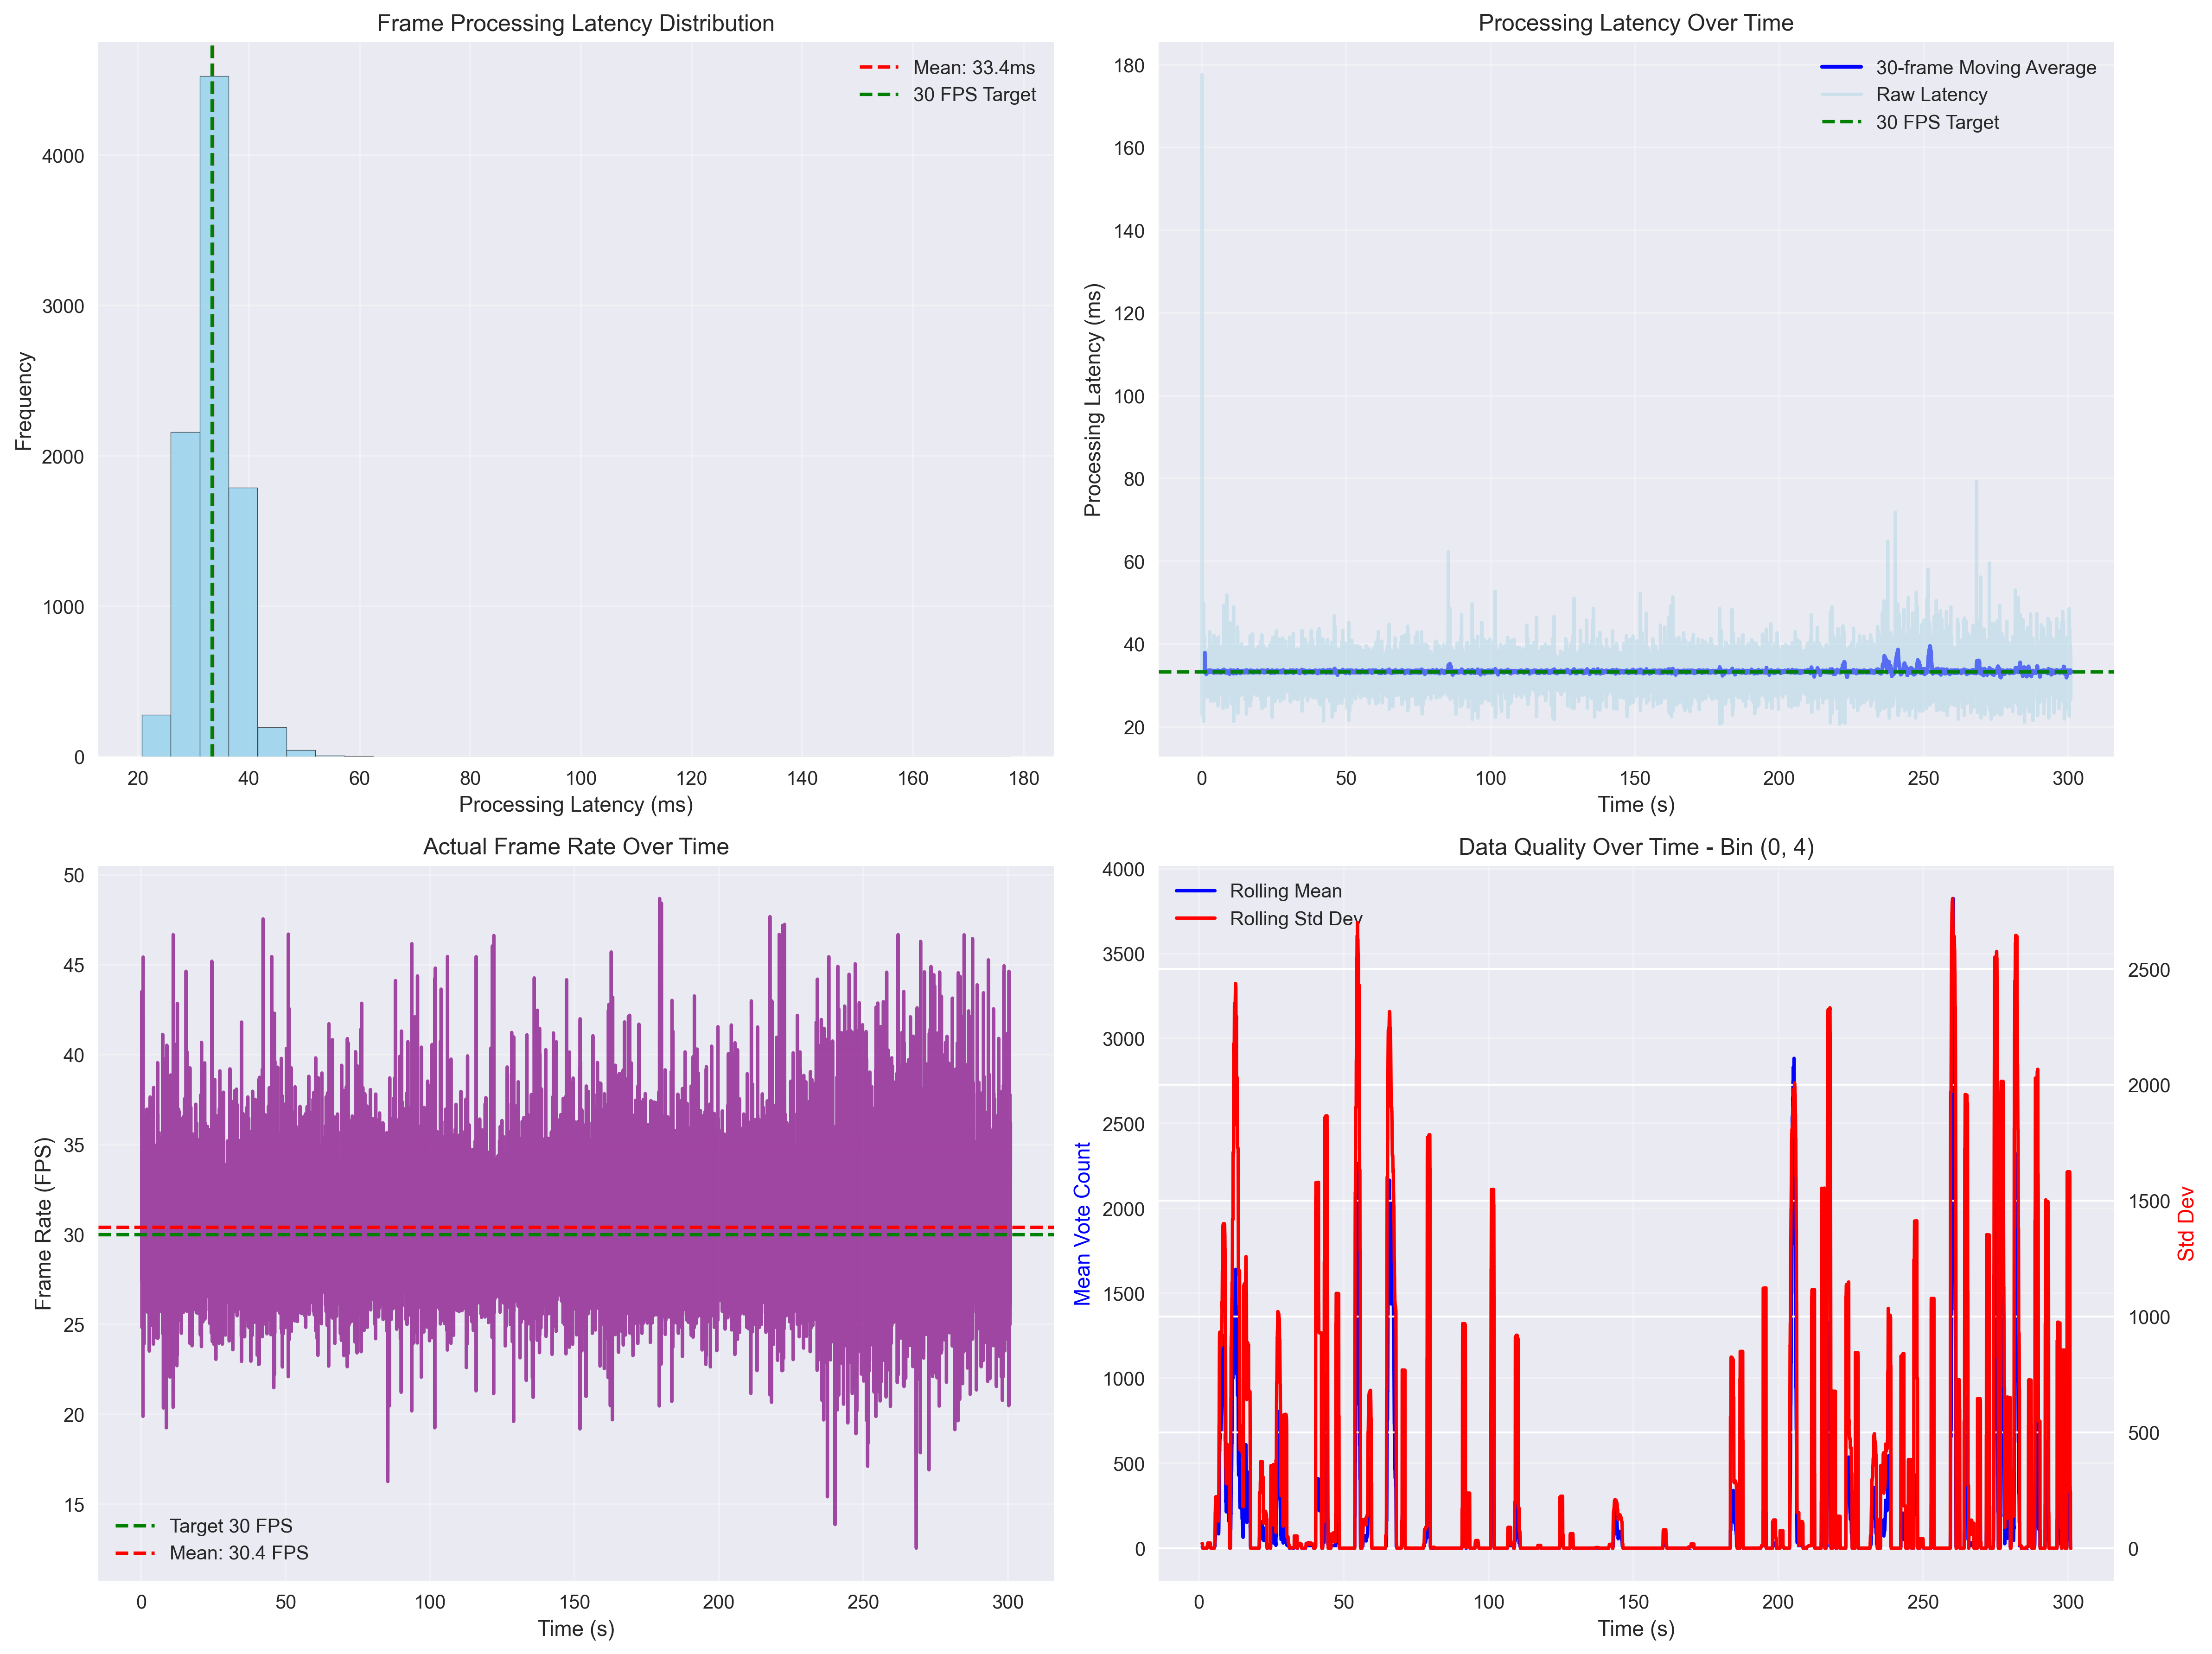 Frame Processing Latency Distribution
Mean: 33.4ms
30 FPS Target
Frequency
4000
3000
2000
1000
0
20 40 60 80 100 120 140 160 180
Processing Latency (ms)
Processing Latency Over Time
30-frame Moving Average
Raw Latency
30 FPS Target
Processing Latency (ms)
180
160
140
120
100
80
60
40
20
0 50 100 150 200 250 300
Time (s)
Actual Frame Rate Over Time
Frame Rate (FPS)
50
45
40
35
30
25
20
15
Target 30 FPS
Mean: 30.4 FPS
0 50 100 150 200 250 300
Time (s)
Data Quality Over Time - Bin (0, 4)
Rolling Mean
Rolling Std Dev
Mean Vote Count
4000
3500
3000
2500
2000
1500
1000
500
0
2500
2000
1500
1000
500
0
Std Dev
0 50 100 150 200 250 300
Time (s)